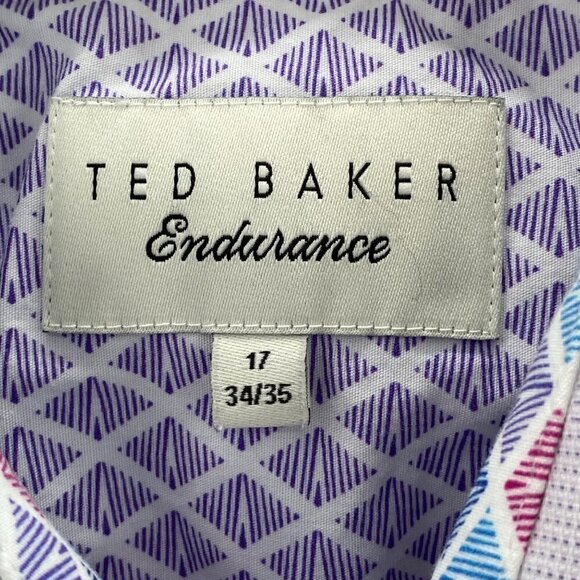 TED BAKER
Endurance
17
34/35